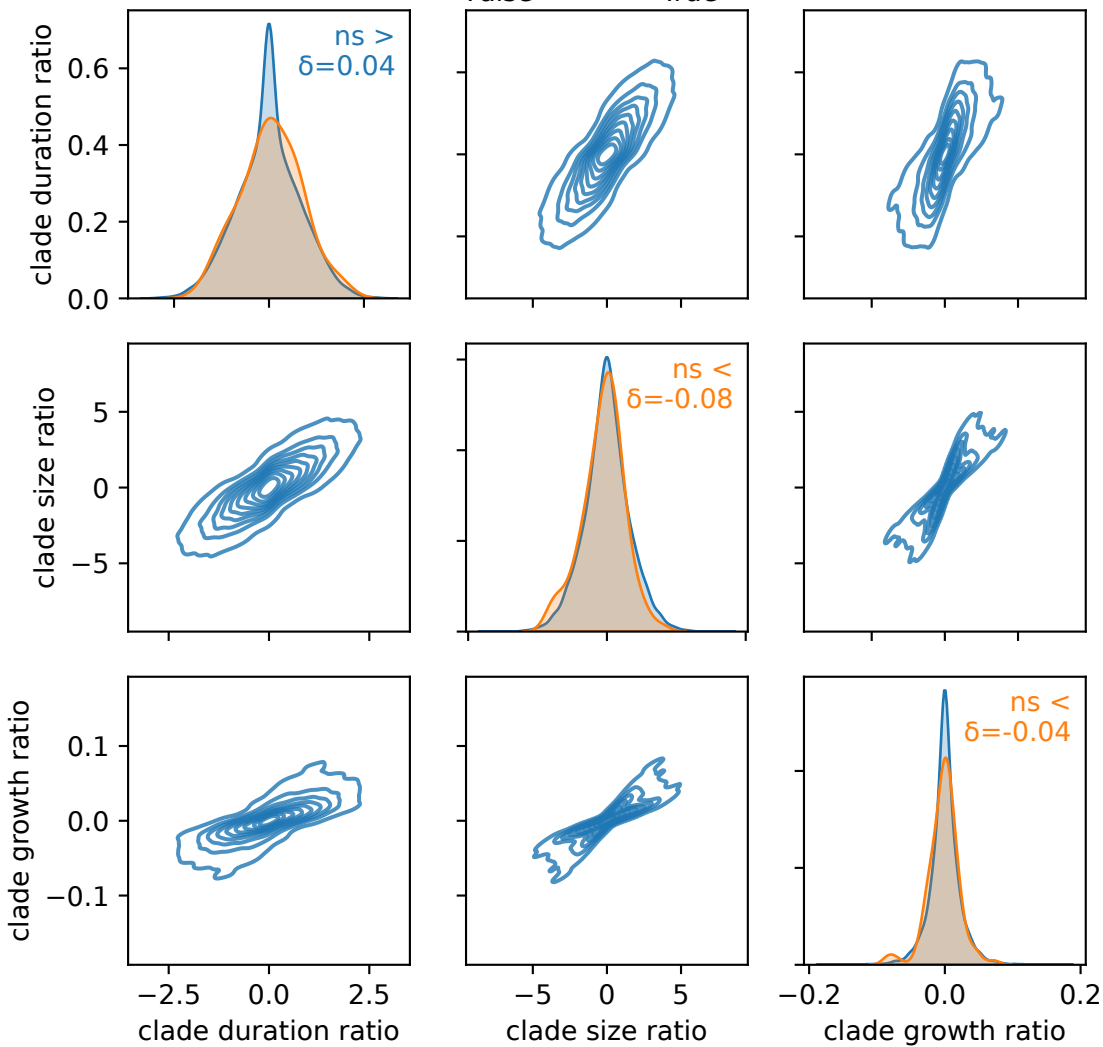 clade duration ratio
0.6
0.4
0.2
0.0
ns >
δ=0.04
clade size ratio
5
0
−5
ns <
δ=-0.08
clade growth ratio
0.1
0.0
−0.1
ns <
δ=-0.04
−2.5 0.0 2.5
clade duration ratio
−5 0 5
clade size ratio
−0.2 0.0 0.2
clade growth ratio